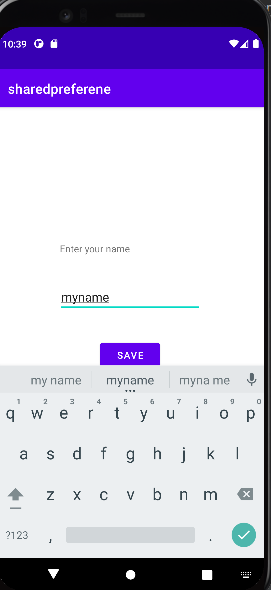 10:39
sharedpreferene
Enter your name
myname
SAVE
my name myname myna me
1 2 3 4 5 6 7 8 9 0
q w e r t y u i o p
a s d f g h j k l
z x c v b n m
?123 , .